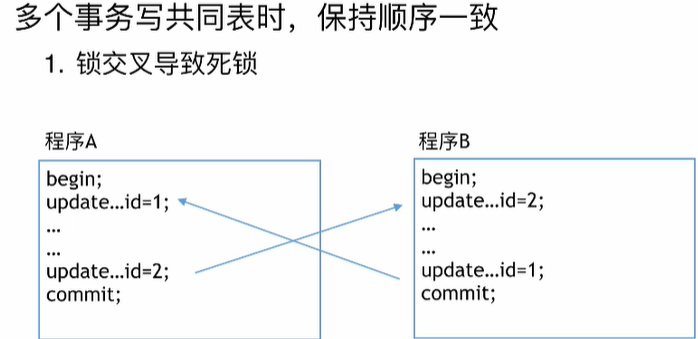 多个事务写共同表时，保持顺序一致
1. 锁交叉导致死锁
程序A
begin;
update...id=1;
...
...
update...id=2;
commit;
程序B
begin;
update...id=2;
...
...
update...id=1;
commit;